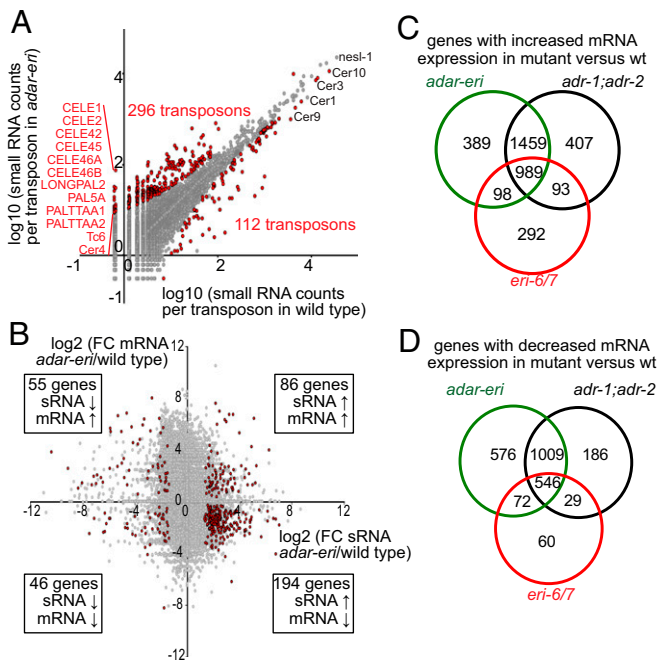 A
log10 (small RNA counts
per transposon in adar-eri)
4
2
0
-1
-1
0
2
4
CELE1
CELE2
CELE42
CELE45
CELE46A
CELE46B
LONGPAL2
PAL5A
PALTTAA1
PALTTAA2
Tc6
Cer4
296 transposons
112 transposons
nesl-1
Cer10
Cer3
Cer1
Cer9
log10 (small RNA counts
per transposon in wild type)
B
log2 (FC mRNA
adar-eri/wild type)
12
8
4
0
-4
-8
-12
-12
-8
-4
0
4
8
12
55 genes
sRNA ↓
mRNA ↑
86 genes
sRNA ↑
mRNA ↑
log2 (FC sRNA
adar-eri/wild type)
46 genes
sRNA ↓
mRNA ↓
194 genes
sRNA ↑
mRNA ↓
C
genes with increased mRNA
expression in mutant versus wt
adar-eri
adr-1;adr-2
389
1459
407
989
98
93
292
eri-6/7
D
genes with decreased mRNA
expression in mutant versus wt
adar-eri
adr-1;adr-2
576
1009
186
546
72
29
60
eri-6/7